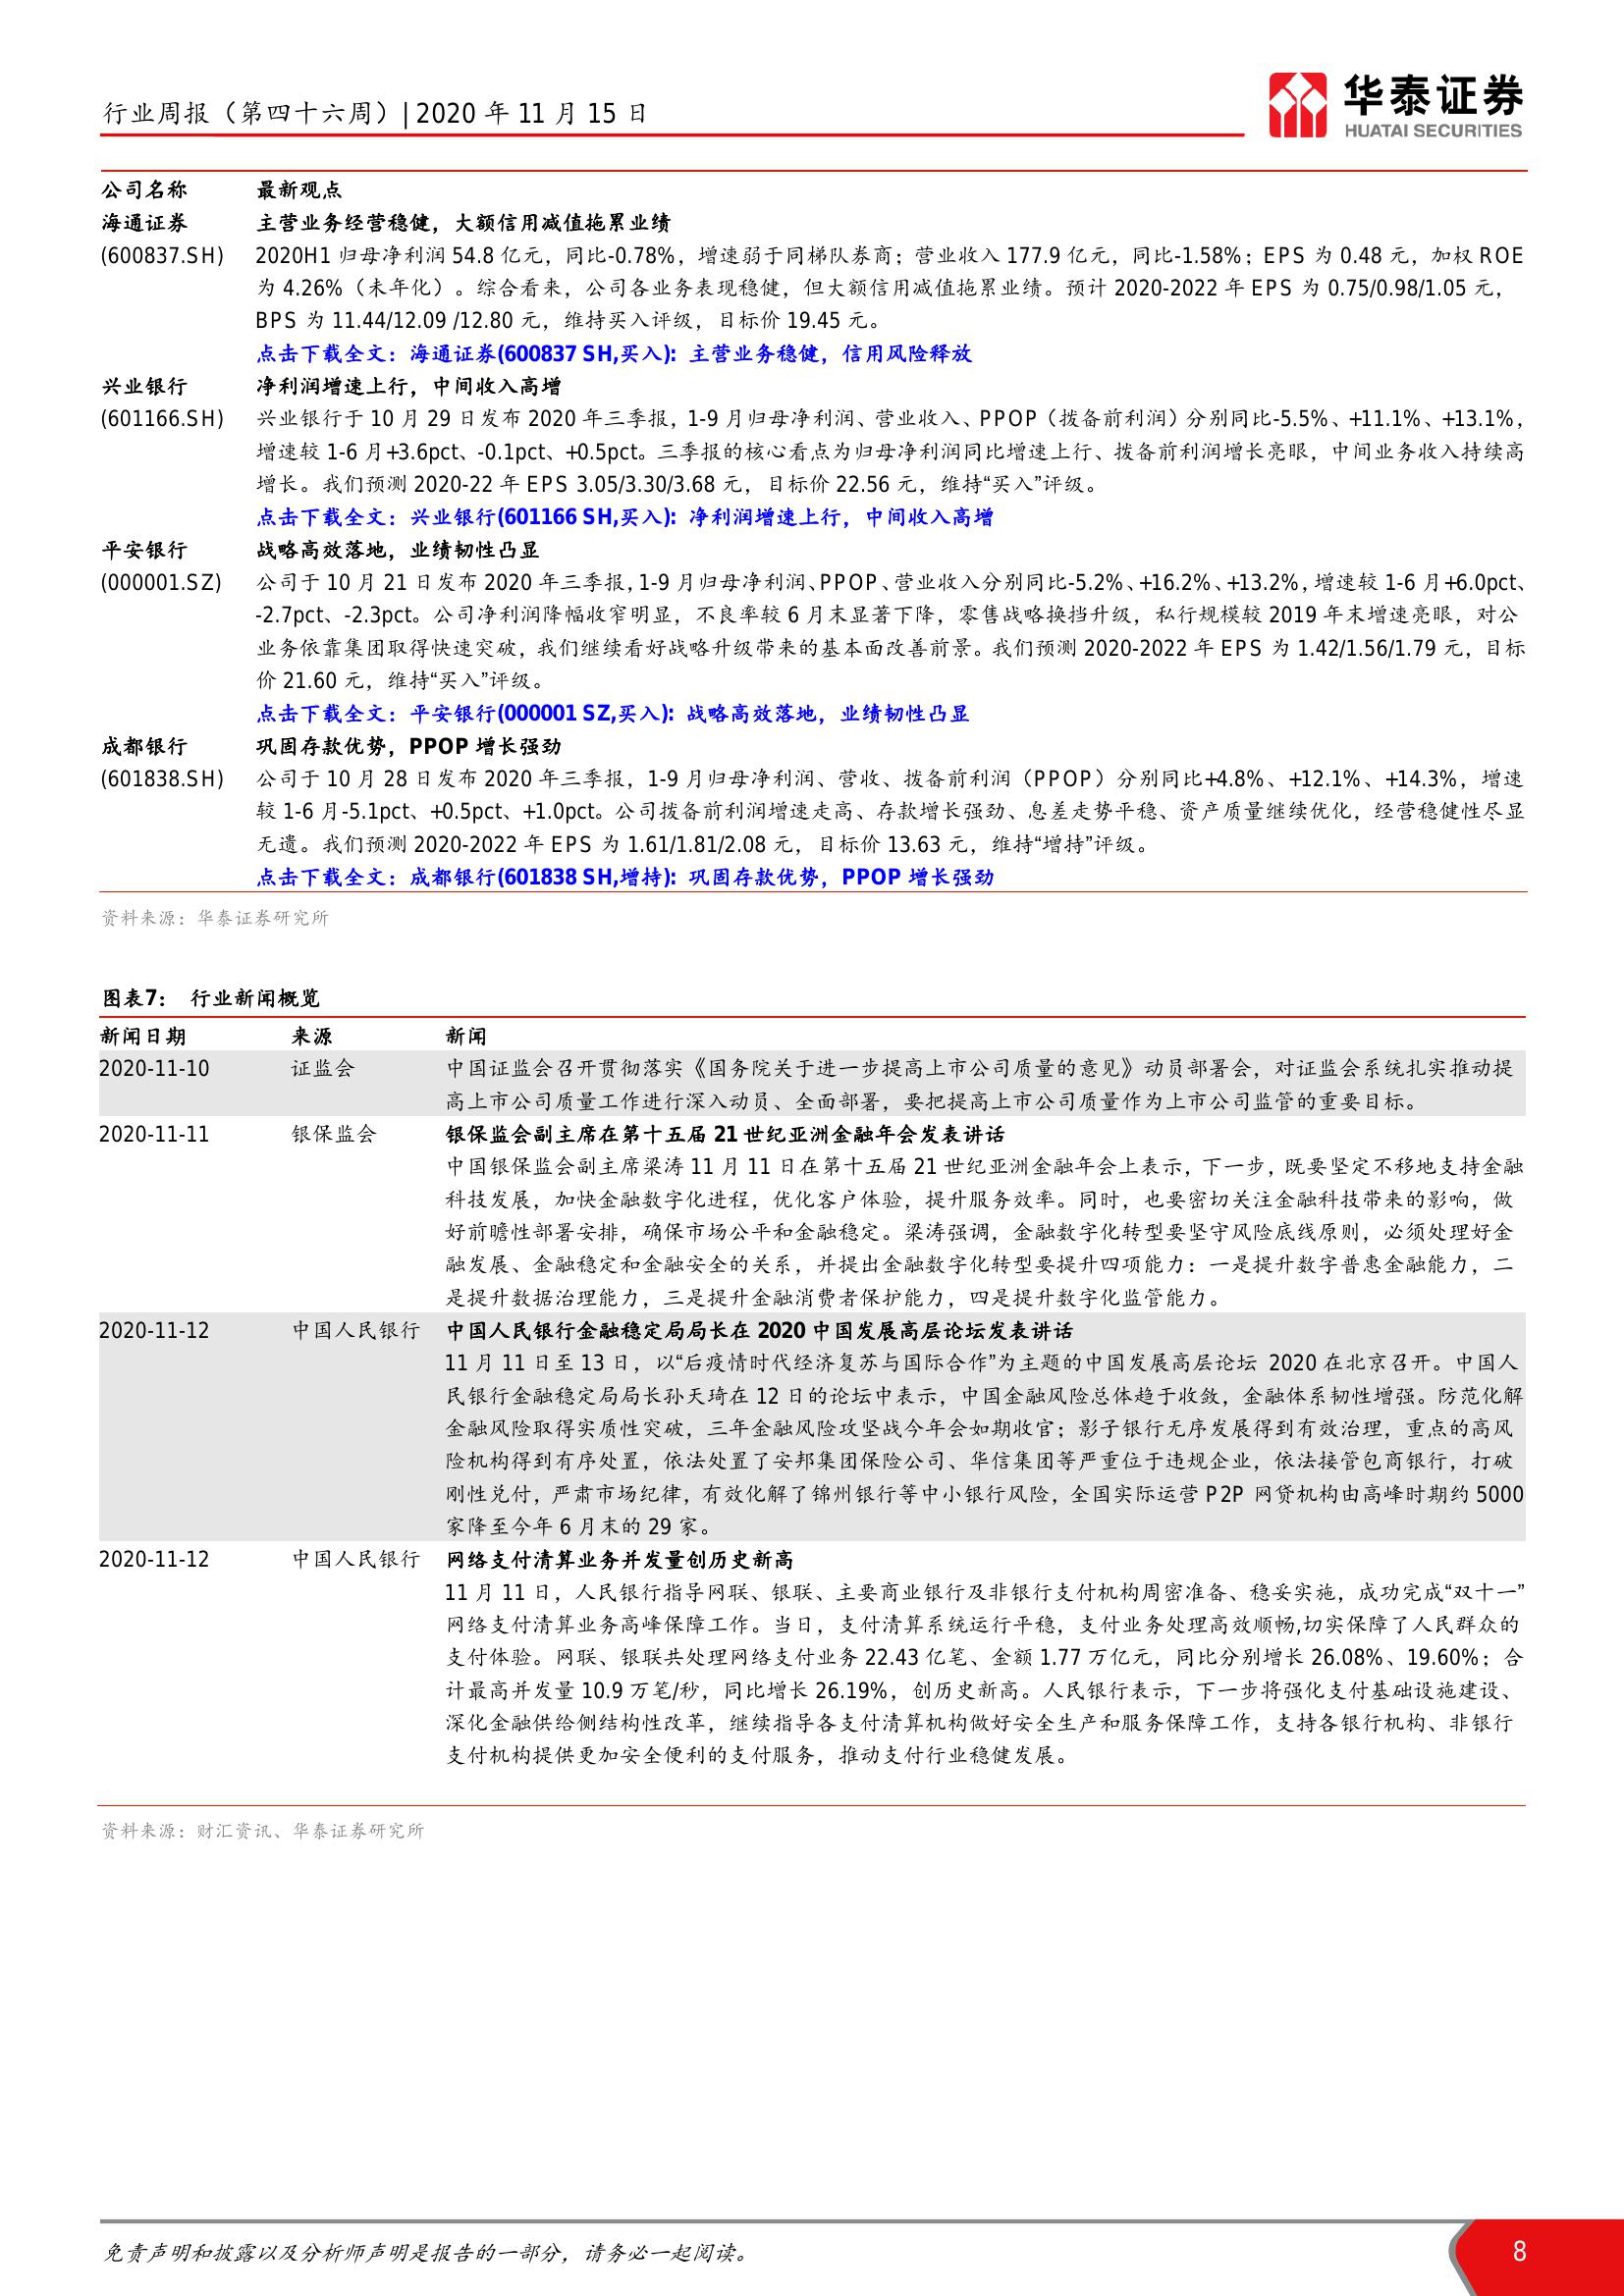 行业周报（第四十六周）| 2020 年 11 月 15 日
华泰证券
HUATAI SECURITIES
公司名称 最新观点
海通证券 主营业务经营稳健，大额信用减值拖累业绩
(600837.SH) 2020H1 归母净利润 54.8 亿元，同比-0.78%，增速弱于同梯队券商；营业收入 177.9 亿元，同比-1.58%；EPS 为 0.48 元，加权 ROE
为 4.26%（未年化）。综合看来，公司各业务表现稳健，但大额信用减值拖累业绩。预计 2020-2022 年 EPS 为 0.75/0.98/1.05 元，
BPS 为 11.44/12.09 /12.80 元，维持买入评级，目标价 19.45 元。
点击下载全文：海通证券(600837 SH,买入): 主营业务稳健，信用风险释放
兴业银行 净利润增速上行，中间收入高增
(601166.SH) 兴业银行于 10 月 29 日发布 2020 年三季报，1-9 月归母净利润、营业收入、PPOP（拨备前利润）分别同比-5.5%、+11.1%、+13.1%，
增速较 1-6 月+3.6pct、-0.1pct、+0.5pct。三季报的核心看点为归母净利润同比增速上行、拨备前利润增长亮眼，中间业务收入持续高
增长。我们预测 2020-22 年 EPS 3.05/3.30/3.68 元，目标价 22.56 元，维持“买入”评级。
点击下载全文：兴业银行(601166 SH,买入): 净利润增速上行，中间收入高增
平安银行 战略高效落地，业绩韧性凸显
(000001.SZ) 公司于 10 月 21 日发布 2020 年三季报，1-9 月归母净利润、PPOP、营业收入分别同比-5.2%、+16.2%、+13.2%，增速较 1-6 月+6.0pct、
-2.7pct、-2.3pct。公司净利润降幅收窄明显，不良率较 6 月末显著下降，零售战略换挡升级，私行规模较 2019 年末增速亮眼，对公
业务依靠集团取得快速突破，我们继续看好战略升级带来的基本面改善前景。我们预测 2020-2022 年 EPS 为 1.42/1.56/1.79 元，目标
价 21.60 元，维持“买入”评级。
点击下载全文：平安银行(000001 SZ,买入): 战略高效落地，业绩韧性凸显
成都银行 巩固存款优势，PPOP 增长强劲
(601838.SH) 公司于 10 月 28 日发布 2020 年三季报，1-9 月归母净利润、营收、拨备前利润（PPOP）分别同比+4.8%、+12.1%、+14.3%，增速
较 1-6 月-5.1pct、+0.5pct、+1.0pct。公司拨备前利润增速走高、存款增长强劲、息差走势平稳、资产质量继续优化，经营稳健性尽显
无遗。我们预测 2020-2022 年 EPS 为 1.61/1.81/2.08 元，目标价 13.63 元，维持“增持”评级。
点击下载全文：成都银行(601838 SH,增持): 巩固存款优势，PPOP 增长强劲
资料来源：华泰证券研究所
图表7： 行业新闻概览
新闻日期 来源 新闻
2020-11-10 证监会 中国证监会召开贯彻落实《国务院关于进一步提高上市公司质量的意见》动员部署会，对证监会系统扎实推动提
高上市公司质量工作进行深入动员、全面部署，要把提高上市公司质量作为上市公司监管的重要目标。
2020-11-11 银保监会 银保监会副主席在第十五届 21 世纪亚洲金融年会发表讲话
中国银保监会副主席梁涛 11 月 11 日在第十五届 21 世纪亚洲金融年会上表示，下一步，既要坚定不移地支持金融
科技发展，加快金融数字化进程，优化客户体验，提升服务效率。同时，也要密切关注金融科技带来的影响，做
好前瞻性部署安排，确保市场公平和金融稳定。梁涛强调，金融数字化转型要坚守风险底线原则，必须处理好金
融发展、金融稳定和金融安全的关系，并提出金融数字化转型要提升四项能力：一是提升数字普惠金融能力，二
是提升数据治理能力，三是提升金融消费者保护能力，四是提升数字化监管能力。
2020-11-12 中国人民银行 中国人民银行金融稳定局局长在 2020 中国发展高层论坛发表讲话
11 月 11 日至 13 日，以“后疫情时代经济复苏与国际合作”为主题的中国发展高层论坛 2020 在北京召开。中国人
民银行金融稳定局局长孙天琦在 12 日的论坛中表示，中国金融风险总体趋于收敛，金融体系韧性增强。防范化解
金融风险取得实质性突破，三年金融风险攻坚战今年会如期收官；影子银行无序发展得到有效治理，重点的高风
险机构得到有序处置，依法处置了安邦集团保险公司、华信集团等严重位于违规企业，依法接管包商银行，打破
刚性兑付，严肃市场纪律，有效化解了锦州银行等中小银行风险，全国实际运营 P2P 网贷机构由高峰时期约 5000
家降至今年 6 月末的 29 家。
2020-11-12 中国人民银行 网络支付清算业务并发量创历史新高
11 月 11 日，人民银行指导网联、银联、主要商业银行及非银行支付机构周密准备、稳妥实施，成功完成“双十一”
网络支付清算业务高峰保障工作。当日，支付清算系统运行平稳，支付业务处理高效顺畅,切实保障了人民群众的
支付体验。网联、银联共处理网络支付业务 22.43 亿笔、金额 1.77 万亿元，同比分别增长 26.08%、19.60%；合
计最高并发量 10.9 万笔/秒，同比增长 26.19%，创历史新高。人民银行表示，下一步将强化支付基础设施建设、
深化金融供给侧结构性改革，继续指导各支付清算机构做好安全生产和服务保障工作，支持各银行机构、非银行
支付机构提供更加安全便利的支付服务，推动支付行业稳健发展。
资料来源：财汇资讯、华泰证券研究所
免责声明和披露以及分析师声明是报告的一部分，请务必一起阅读。 8